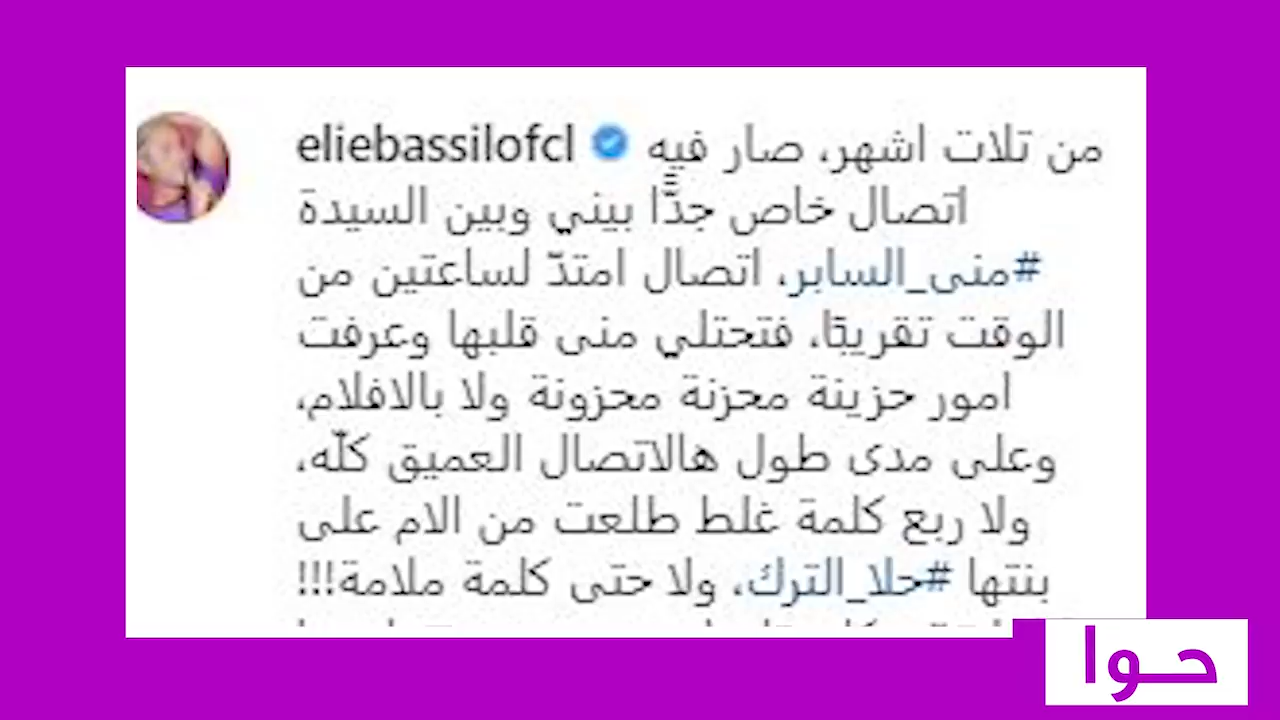 eliebassilofcl من تلات اشهر، صار فيه
اتصال خاص جدًّا بيني وبين السيدة
#منى_السابر، اتصال امتدّ لساعتين من
الوقت تقريبًا، فتحتلي منى قلبها وعرفت
امور حزينة محزنة محزونة ولا بالافلام،
وعلى مدى طول هالاتصال العميق كلّه،
ولا ربع كلمة غلط طلعت من الام على
بنتها #حلا_الترك، ولا حتى كلمة ملامة!!!
حـوا